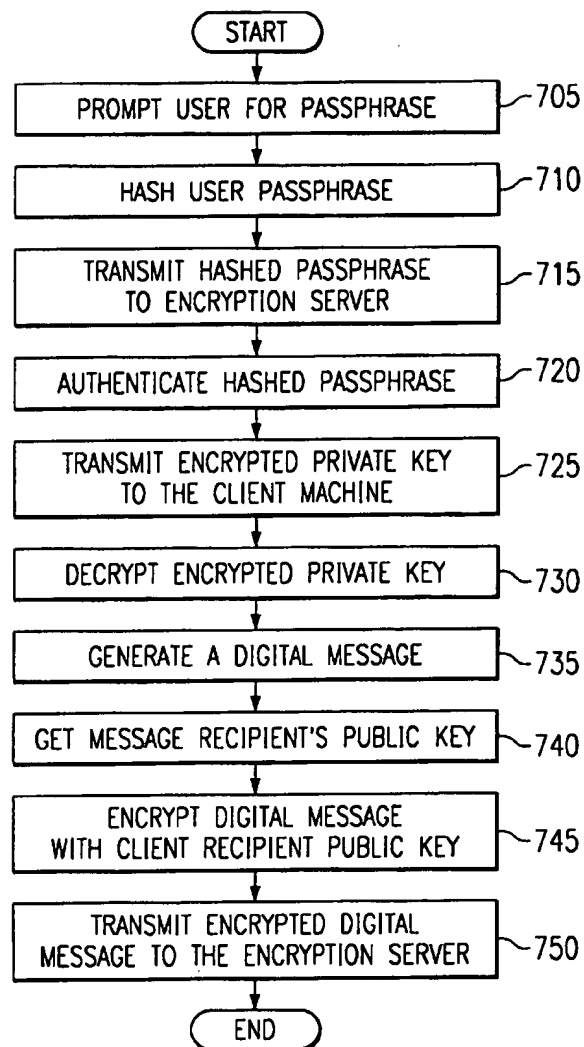 START
PROMPT USER FOR PASSPHRASE
705
HASH USER PASSPHRASE
710
TRANSMIT HASHED PASSPHRASE
TO ENCRYPTION SERVER
715
AUTHENTICATE HASHED PASSPHRASE
720
TRANSMIT ENCRYPTED PRIVATE KEY
TO THE CLIENT MACHINE
725
DECRYPT ENCRYPTED PRIVATE KEY
730
GENERATE A DIGITAL MESSAGE
735
GET MESSAGE RECIPIENT'S PUBLIC KEY
740
ENCRYPT DIGITAL MESSAGE
WITH CLIENT RECIPIENT PUBLIC KEY
745
TRANSMIT ENCRYPTED DIGITAL
MESSAGE TO THE ENCRYPTION SERVER
750
END